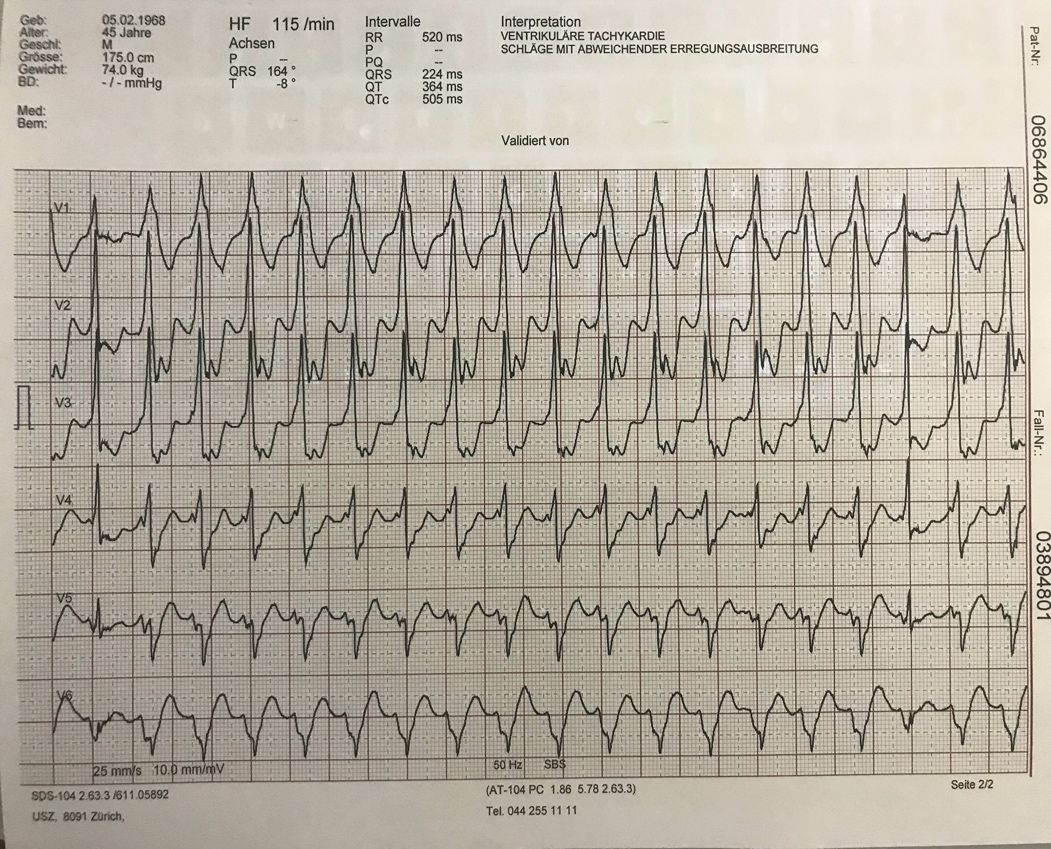 Geb: 05.02.1968
Alter: 45 Jahre
Geschl: M
Grösse: 175.0 cm
Gewicht: 74.0 kg
BD: - / - mmHg
Med:
Bem:
HF 115 /min
Achsen
P --
QRS 164 °
T -8 °
Intervalle
RR 520 ms
P --
PQ --
QRS 224 ms
QT 364 ms
QTc 505 ms
Interpretation
VENTRIKULÄRE TACHYKARDIE
SCHLÄGE MIT ABWEICHENDER ERREGUNGSAUSBREITUNG
Validiert von
Pat-Nr: 06864406
Fall-Nr.: 03894801
V1
V2
V3
V4
V5
V6
25 mm/s 10.0 mm/mV
50 Hz SBS
SDS-104 2.63.3 /611.05892
(AT-104 PC 1.86 5.78 2.63.3)
Seite 2/2
USZ, 8091 Zürich,
Tel. 044 255 11 11